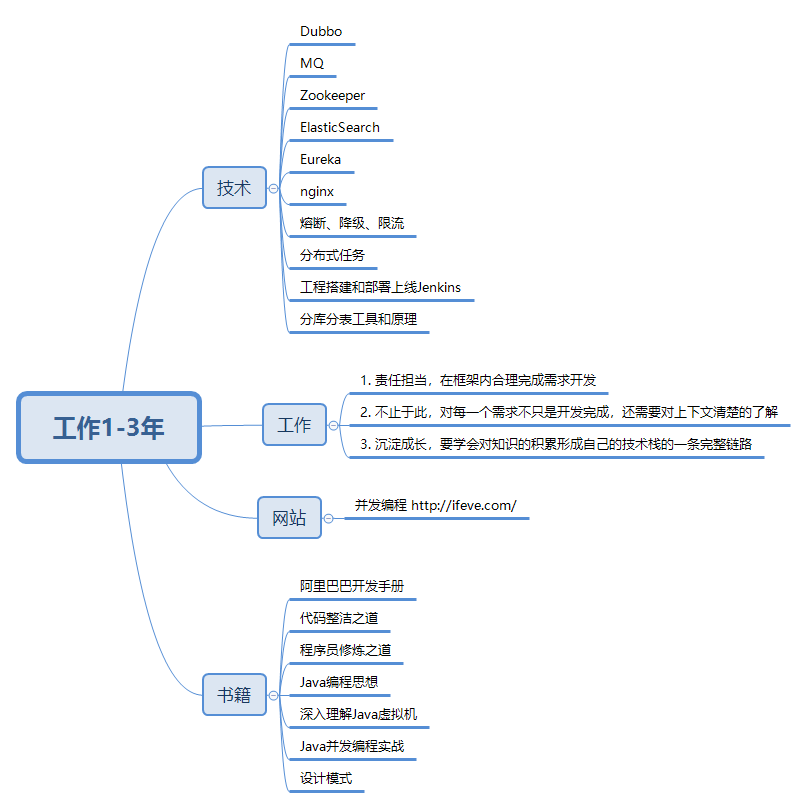 工作1-3年
技术
Dubbo
MQ
Zookeeper
ElasticSearch
Eureka
nginx
熔断、降级、限流
分布式任务
工程搭建和部署上线Jenkins
分库分表工具和原理
工作
1. 责任担当，在框架内合理完成需求开发
2. 不止于此，对每一个需求不只是开发完成，还需要对上下文清楚的了解
3. 沉淀成长，要学会对知识的积累形成自己的技术栈的一条完整链路
网站
并发编程 http://ifeve.com/
书籍
阿里巴巴开发手册
代码整洁之道
程序员修炼之道
Java编程思想
深入理解Java虚拟机
Java并发编程实战
设计模式